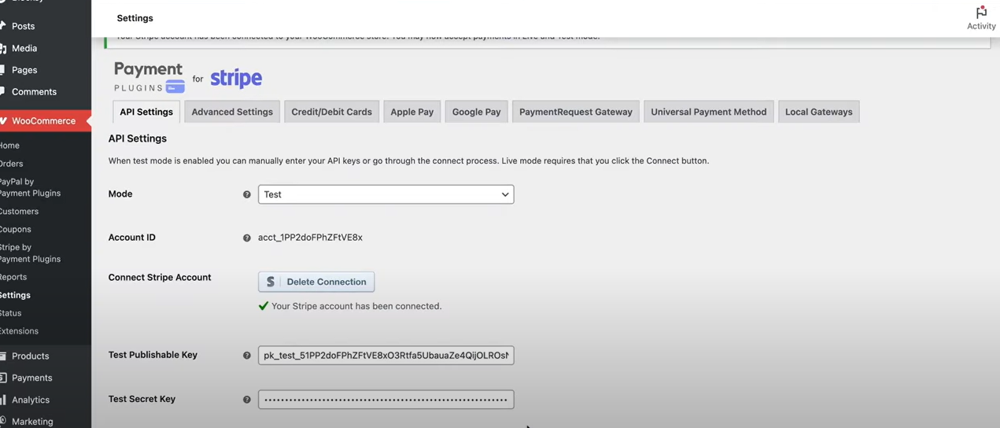 Posts
Media
Pages
Comments
WooCommerce
Home
Orders
PayPal by
Payment Plugins
Customers
Coupons
Stripe by
Payment Plugins
Reports
Settings
Status
Extensions
Products
Payments
Analytics
Marketing
Settings
Activity
Your Stripe account has been connected to your WooCommerce store. You may now accept payments in Live and Test mode.
Payment
PLUGINS
for
stripe
API Settings
Advanced Settings
Credit/Debit Cards
Apple Pay
Google Pay
PaymentRequest Gateway
Universal Payment Method
Local Gateways
API Settings
When test mode is enabled you can manually enter your API keys or go through the connect process. Live mode requires that you click the Connect button.
Mode
Test
Account ID
acct_1PP2doFPhZFtVE8x
Connect Stripe Account
S
Delete Connection
Your Stripe account has been connected.
Test Publishable Key
pk_test_51PP2doFPhZFtVE8xO3Rtfa5UbauaZe4QijOLROsN
Test Secret Key